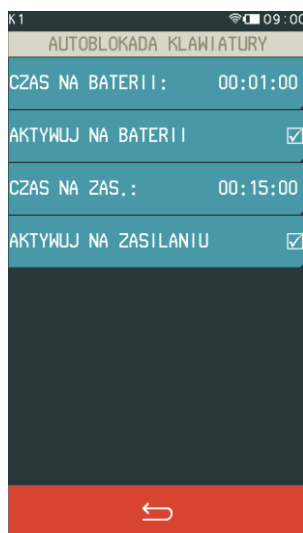 K1 09:00
AUTOBLOKADA KLAWIATURY
CZAS NA BATERII: 00:01:00
AKTYWUJ NA BATERII
CZAS NA ZAS.: 00:15:00
AKTYWUJ NA ZASILANIU